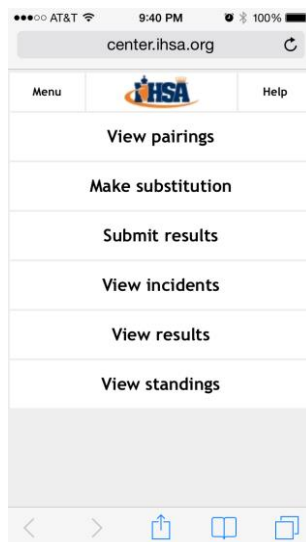 ●●●○○ AT&T 9:40 PM 100%
center.ihsa.org
Menu IHSA Help
View pairings
Make substitution
Submit results
View incidents
View results
View standings